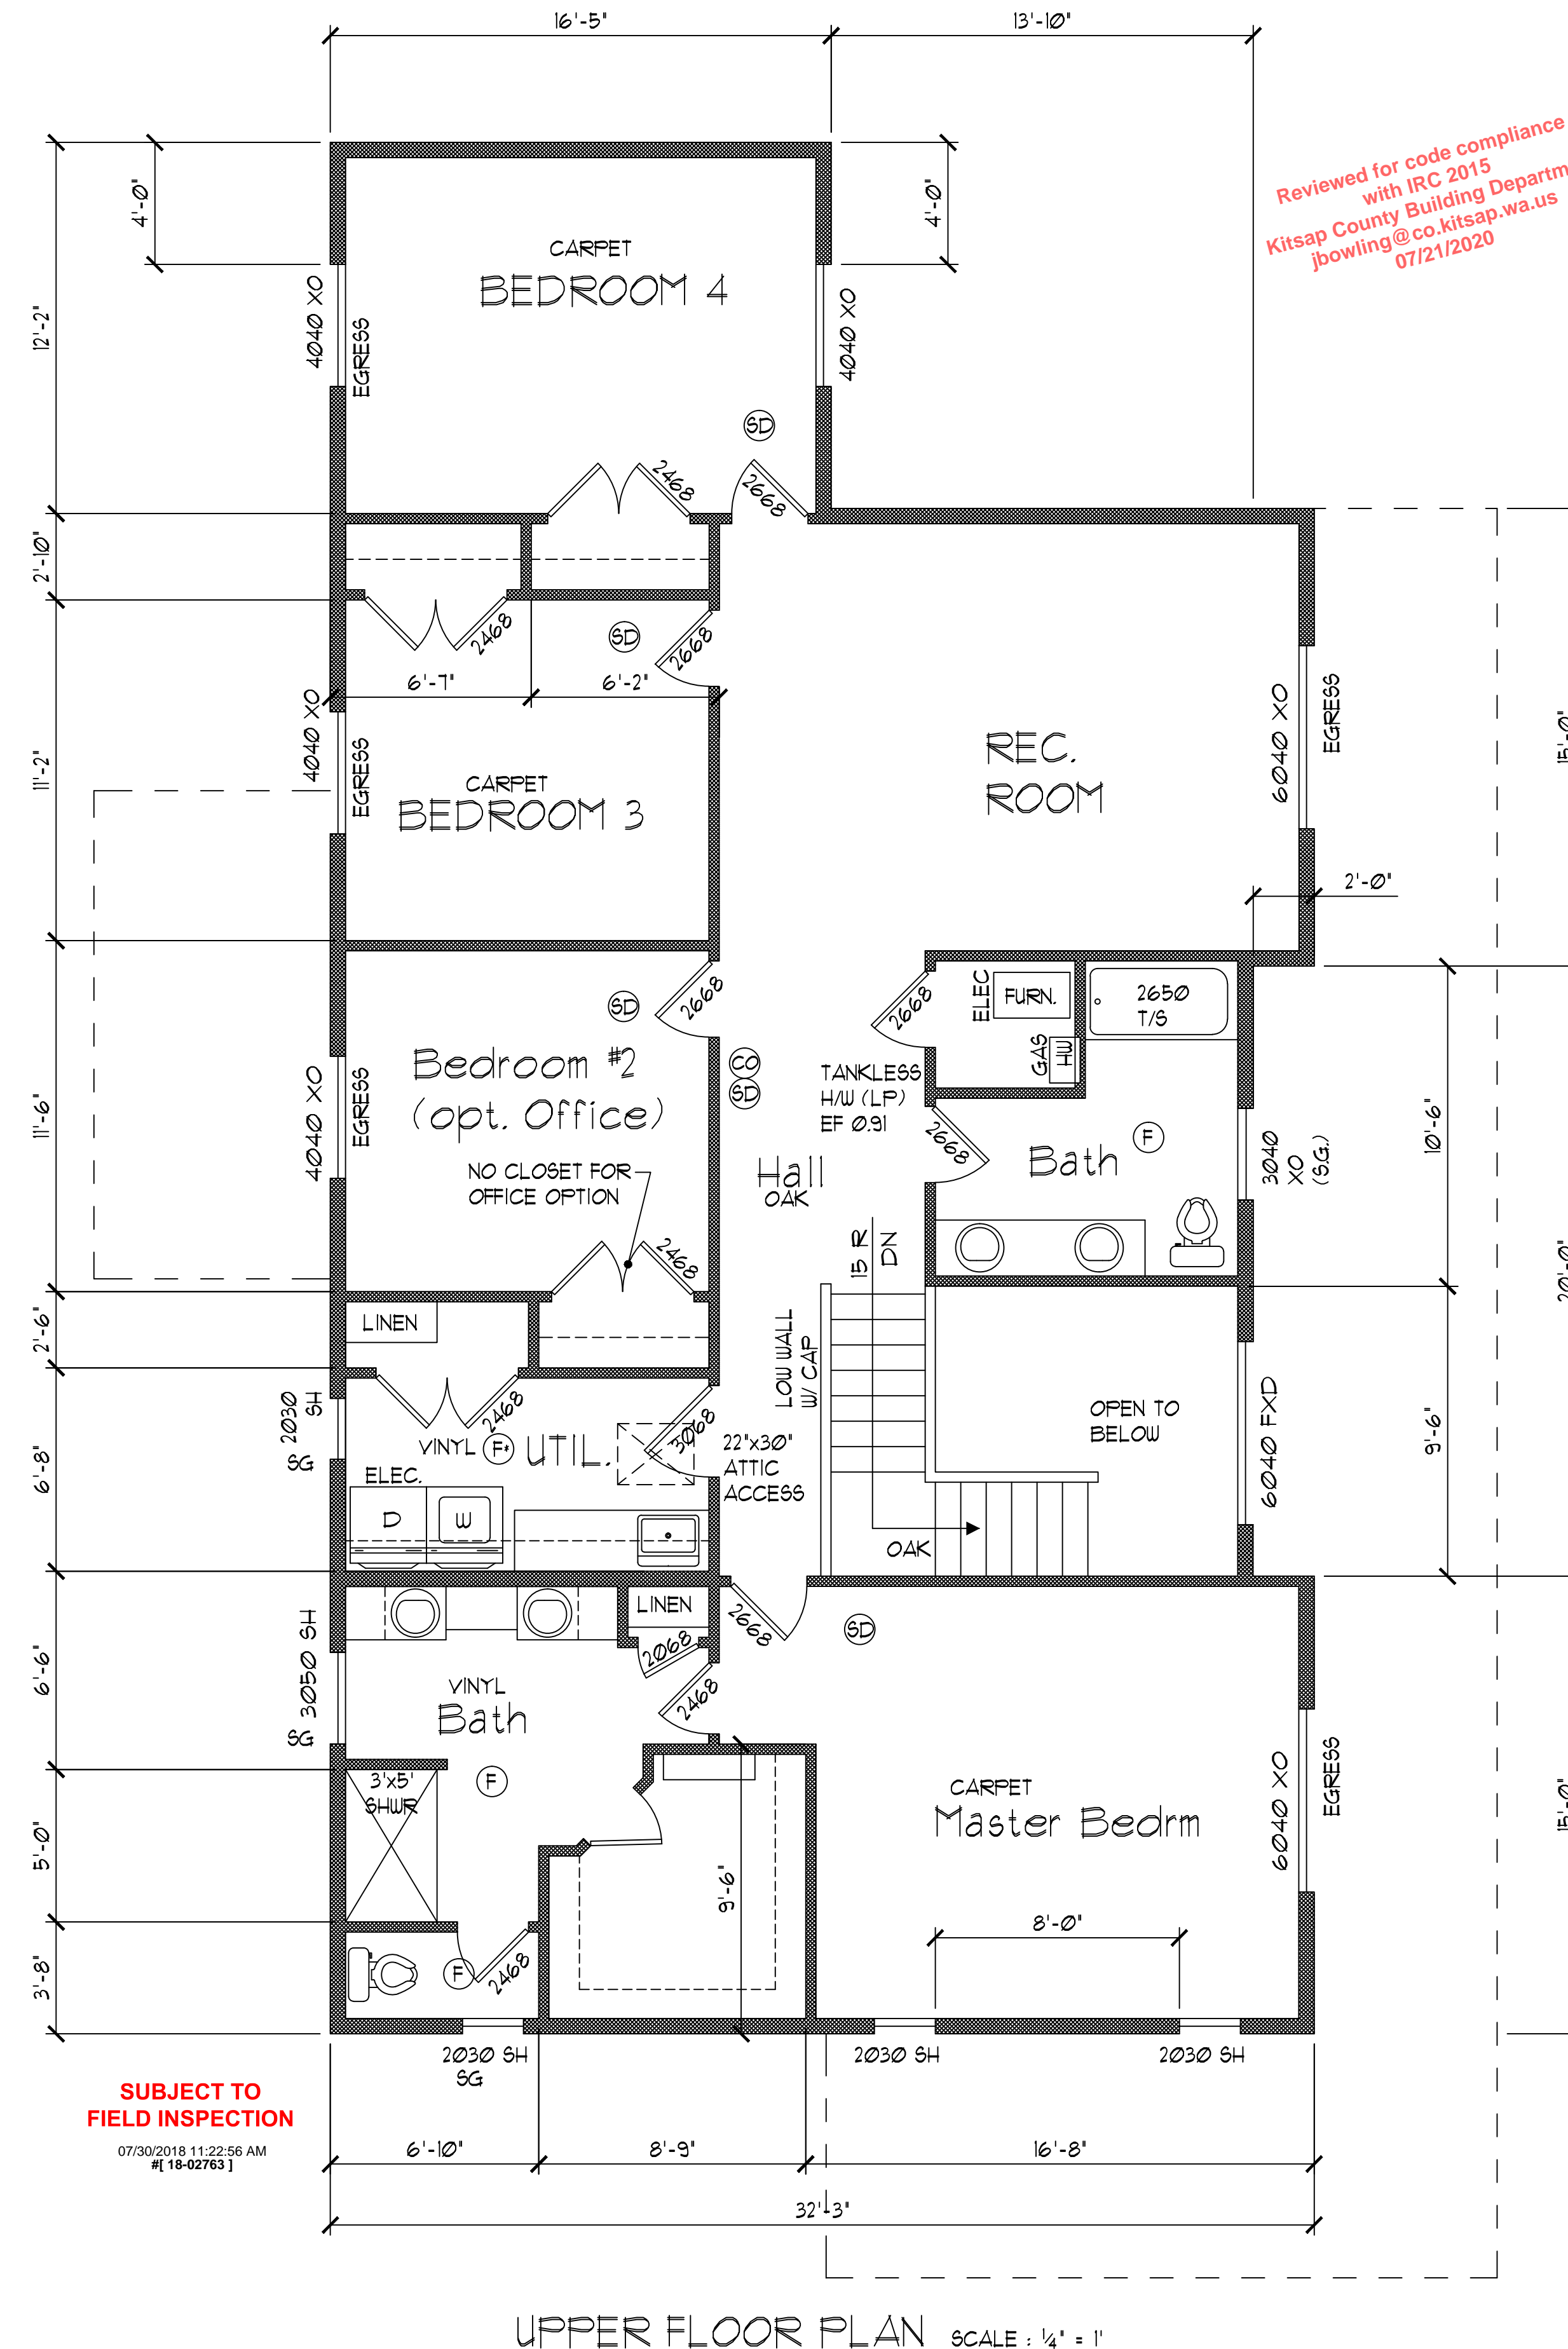 16'-5"
13'-10"
Reviewed for code compliance
with IRC 2015
Kitsap County Building Departm
jbowling@co.kitsap.wa.us
07/21/2020
4'-0"
4'-0"
12'-2"
CARPET
BEDROOM 4
4040 XO
EGRESS
4040 XO
SD
2468
2668
2'-10"
2468
SD
2668
6'-7"
6'-2"
11'-2"
4040 XO
EGRESS
CARPET
BEDROOM 3
REC.
ROOM
6040 XO
EGRESS
15'-0"
2'-0"
SD
2668
2668
ELEC
FURN.
2650
T/S
GAS
HW
Bedroom #2
(opt. Office)
CO
SD
TANKLESS
H/W (LP)
EF 0.91
11'-6"
4040 XO
EGRESS
NO CLOSET FOR
OFFICE OPTION
2668
Bath
F
3040
XO
(S.G.)
10'-6"
Hall
OAK
2468
15 R
DN
20'-0"
2'-6"
LINEN
LOW WALL
W/ CAP
2030
SH
SG
2468
3068
VINYL
F*
UTIL.
22"x30"
ATTIC
ACCESS
OPEN TO
BELOW
6040 FXD
9'-6"
6'-8"
ELEC.
D
W
OAK
LINEN
2068
2668
SD
6'-6"
3050 SH
SG
VINYL
Bath
2468
F
3'x5'
SHWR
CARPET
Master Bedrm
6040 XO
EGRESS
15'-0"
5'-0"
9'-6"
8'-0"
3'-8"
F
2468
2030 SH
SG
2030 SH
2030 SH
SUBJECT TO
FIELD INSPECTION
07/30/2018 11:22:56 AM
#[ 18-02763 ]
6'-10"
8'-9"
16'-8"
32'-3"
UPPER FLOOR PLAN SCALE : 1/4" = 1'